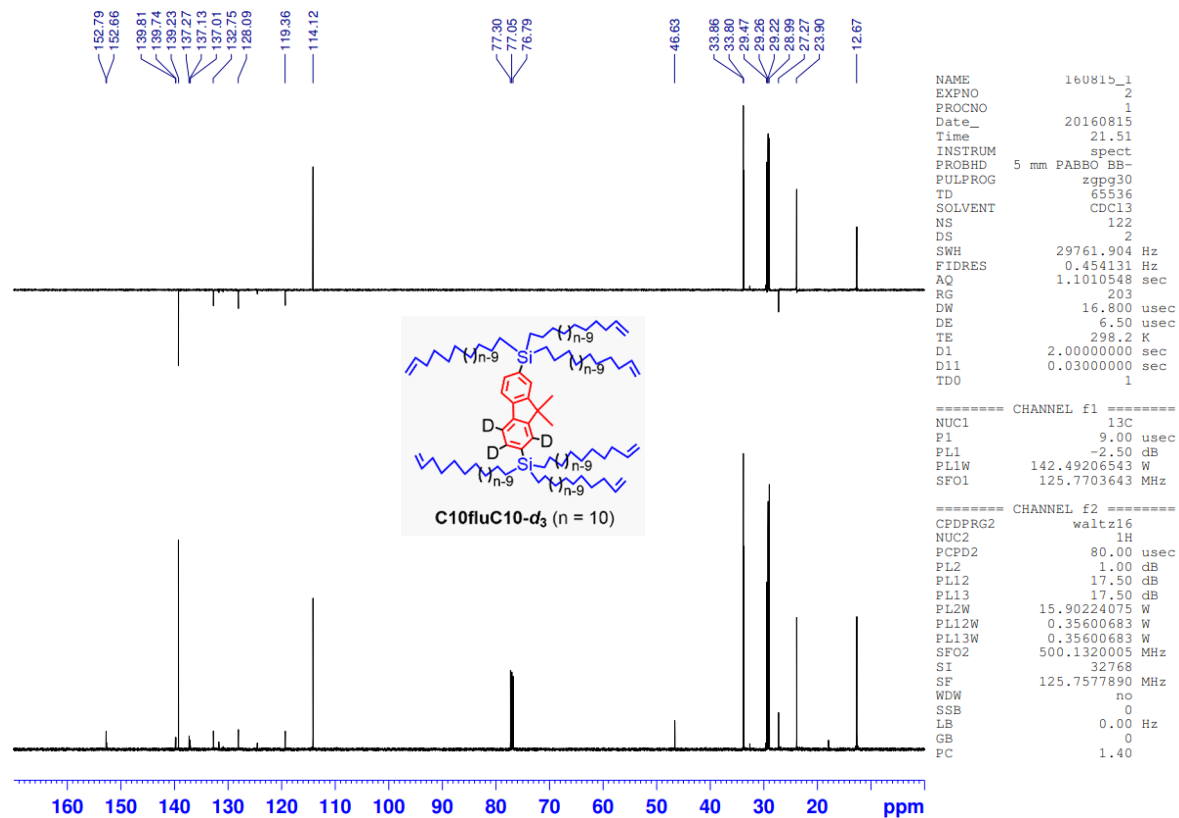 152.79
152.66
139.81
139.74
139.23
137.27
137.13
137.01
132.75
128.09
119.36
114.12
77.30
77.05
76.79
46.63
33.86
33.80
29.47
29.26
29.22
28.99
27.27
23.90
12.67
NAME 160815_1
EXPNO 2
PROCNO 1
Date_ 20160815
Time 21.51
INSTRUM spect
PROBHD 5 mm PABBO BB-
PULPROG zgpg30
TD 65536
SOLVENT CDCl3
NS 122
DS 2
SWH 29761.904 Hz
FIDRES 0.454131 Hz
AQ 1.1010548 sec
RG 203
DW 16.800 usec
DE 6.50 usec
TE 298.2 K
D1 2.00000000 sec
D11 0.03000000 sec
TD0 1
======== CHANNEL f1 ========
NUC1 13C
P1 9.00 usec
PL1 -2.50 dB
PL1W 142.49206543 W
SFO1 125.7703643 MHz
======== CHANNEL f2 ========
CPDPRG2 waltz16
NUC2 1H
PCPD2 80.00 usec
PL2 1.00 dB
PL12 17.50 dB
PL13 17.50 dB
PL2W 15.90224075 W
PL12W 0.35600683 W
PL13W 0.35600683 W
SFO2 500.1320005 MHz
SI 32768
SF 125.7577890 MHz
WDW no
SSB 0
LB 0.00 Hz
GB 0
PC 1.40
( )n-9
( )n-9 Si ( )n-9
D
D D
Si ( )n-9
( )n-9 ( )n-9
C10fluC10-d3 (n = 10)
160 150 140 130 120 110 100 90 80 70 60 50 40 30 20 ppm